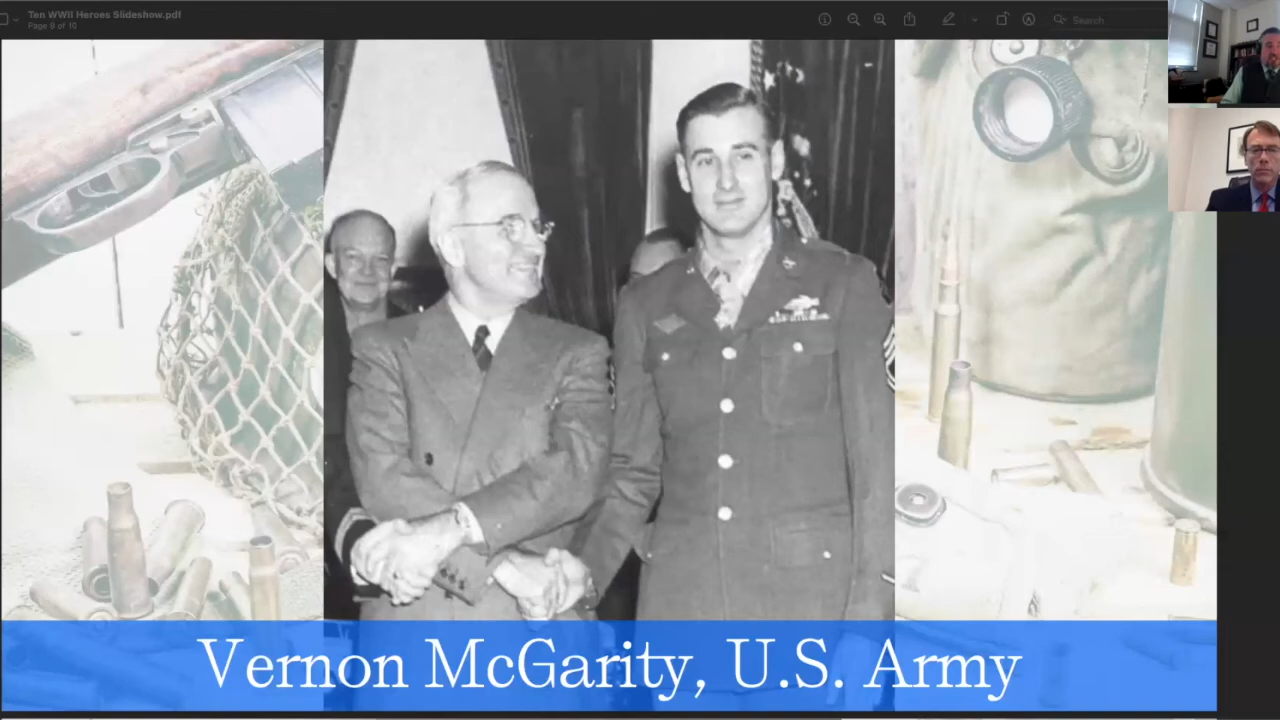 Ten WWII Heroes Slideshow.pdf
Page 9 of 10
Search
Vernon McGarity, U.S. Army